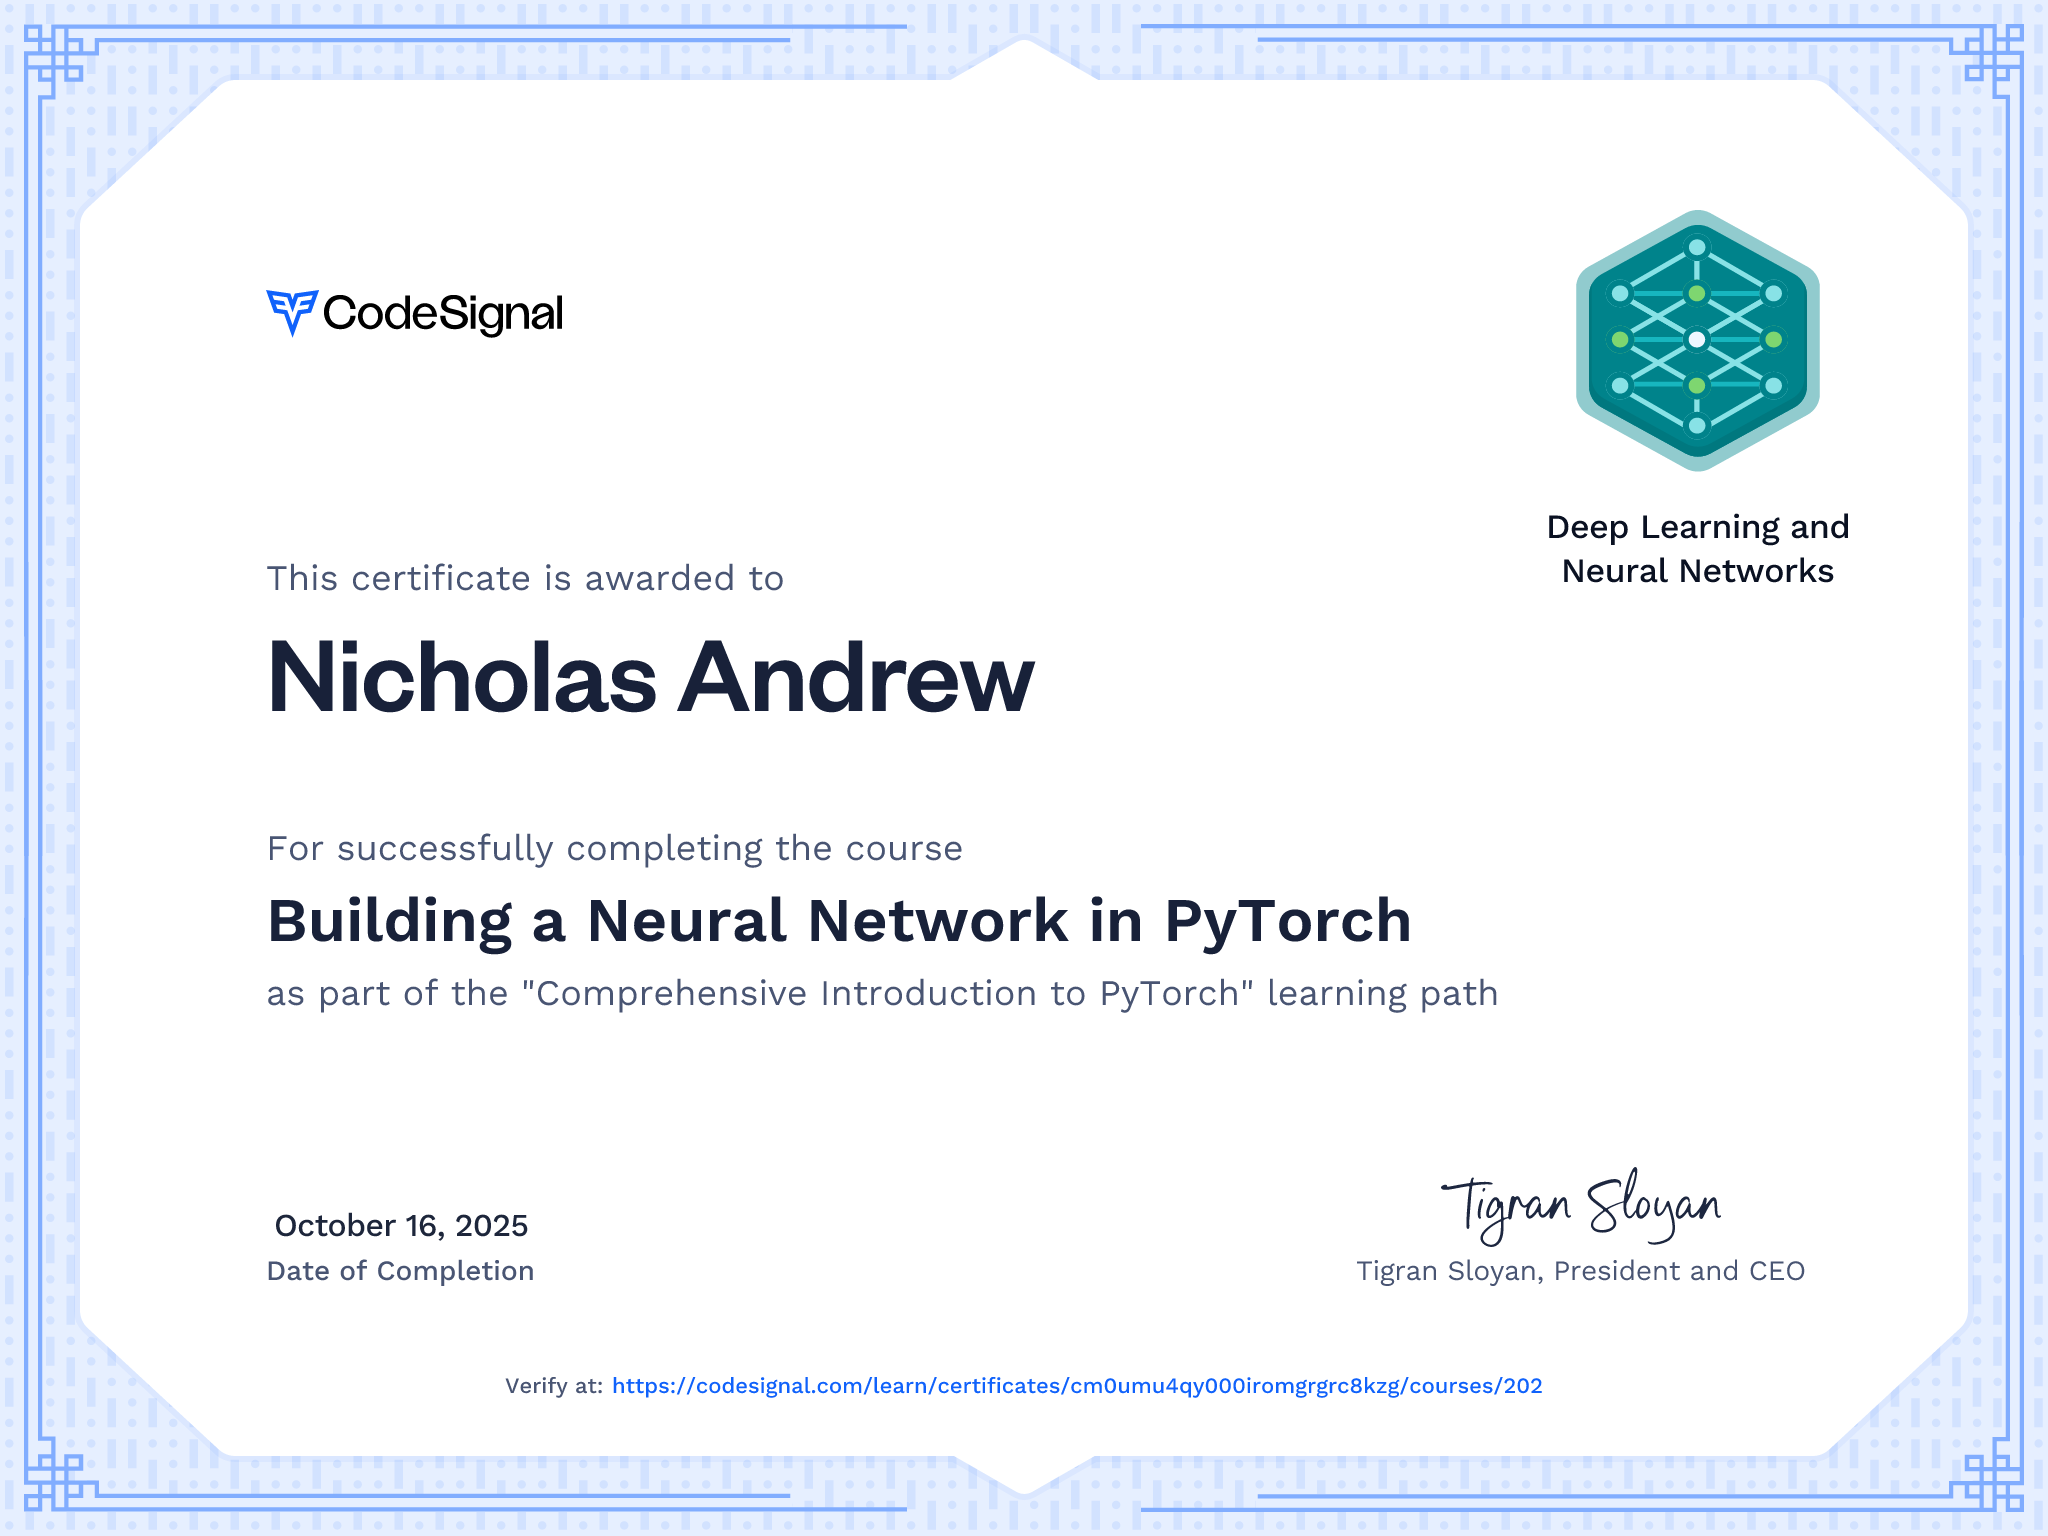 CodeSignal
Deep Learning and
Neural Networks
This certificate is awarded to
Nicholas Andrew
For successfully completing the course
Building a Neural Network in PyTorch
as part of the "Comprehensive Introduction to PyTorch" learning path
October 16, 2025
Date of Completion
Tigran Sloyan
Tigran Sloyan, President and CEO
Verify at: https://codesignal.com/learn/certificates/cm0umu4qy000iromgrgrc8kzg/courses/202